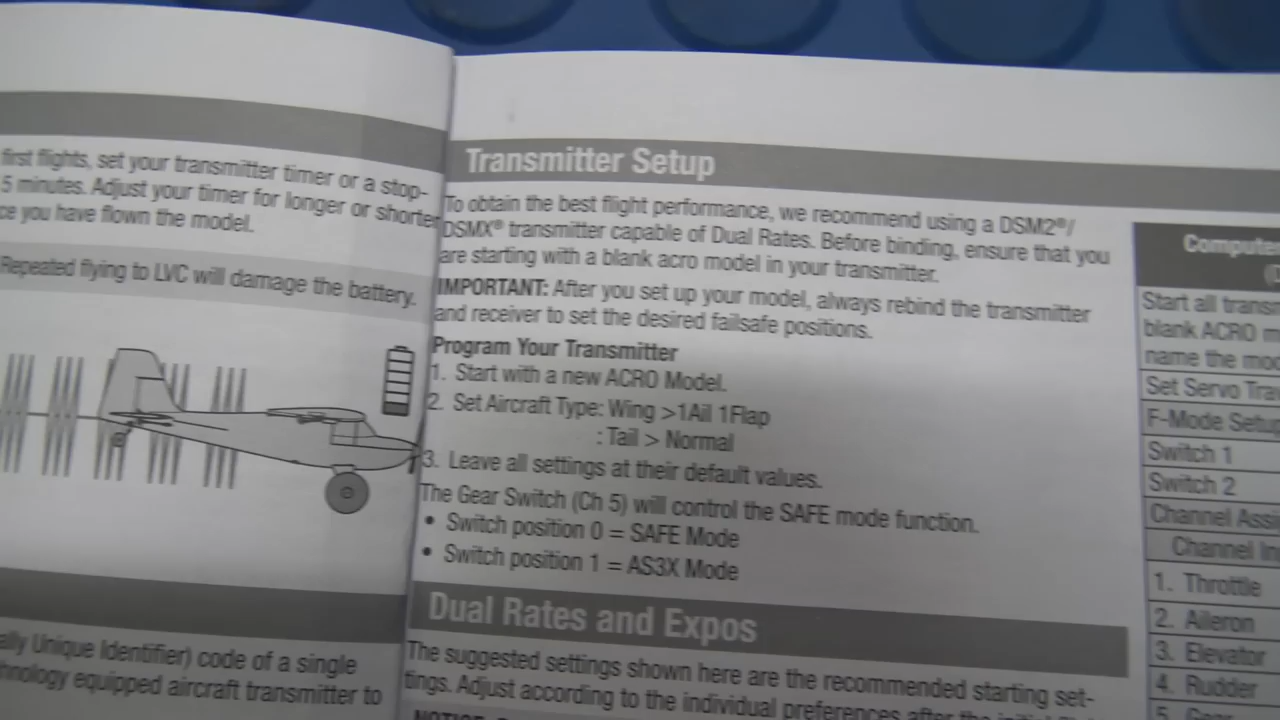 first flights, set your transmitter timer or a stop-
5 minutes. Adjust your timer for longer or shorter
ce you have flown the model.
Repeated flying to LVC will damage the battery.
ally Unique Identifier) code of a single
hnology equipped aircraft transmitter to
Transmitter Setup
To obtain the best flight performance, we recommend using a DSM2®/
DSMX® transmitter capable of Dual Rates. Before binding, ensure that you
are starting with a blank acro model in your transmitter.
IMPORTANT: After you set up your model, always rebind the transmitter
and receiver to set the desired failsafe positions.
Program Your Transmitter
1. Start with a new ACRO Model.
2. Set Aircraft Type: Wing >1Ail 1Flap
: Tail > Normal
3. Leave all settings at their default values.
The Gear Switch (Ch 5) will control the SAFE mode function.
• Switch position 0 = SAFE Mode
• Switch position 1 = AS3X Mode
Dual Rates and Expos
The suggested settings shown here are the recommended starting set-
tings. Adjust according to the individual preferences after the
Start all trans
blank ACRO m
name the mod
Set Servo Trav
F-Mode Setup
Switch 1
Switch 2
Channel Assi
Channel In
1. Throttle
2. Aileron
3. Elevator
4. Rudder